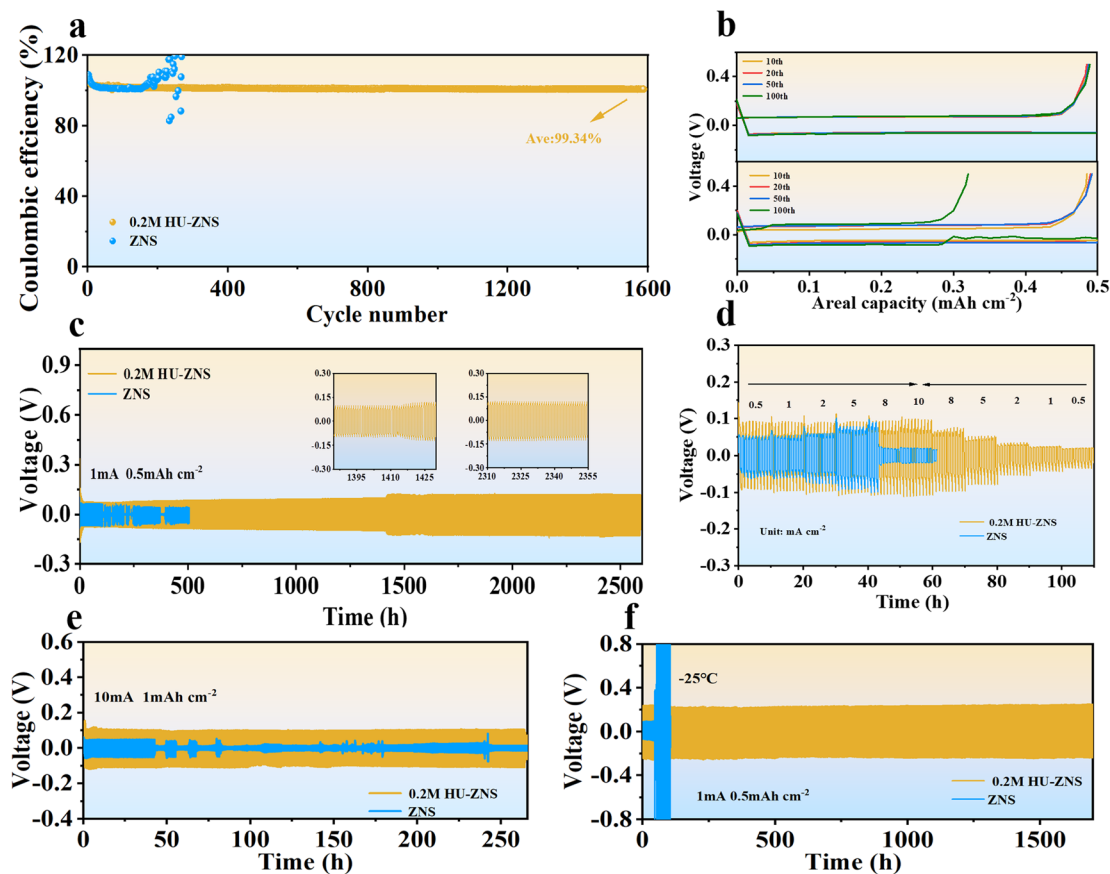 a
Coulombic effciency (%)
120
80
40
0
Ave:99.34%
0.2M HU-ZNS
ZNS
0 400 800 1200 1600
Cycle number
b
Voltage (V)
0.5
0.0
10th
20th
50th
100th
0.5
0.0
10th
20th
50th
100th
0.0 0.1 0.2 0.3 0.4 0.5
Areal capacity (mAh cm-2)
c
Voltage (V)
0.9
0.6
0.3
0.0
-0.3
0.2M HU-ZNS
ZNS
1mA 0.5mAh cm-2
0.30
0.15
0.00
-0.15
-0.30
1395 1410 1425
0.30
0.15
0.00
-0.15
-0.30
2310 2325 2340 2355
0 500 1000 1500 2000 2500
Time (h)
d
Voltage (V)
0.3
0.2
0.1
0.0
-0.1
-0.2
-0.3
0.5 1 2 5 8 10 8 5 2 1 0.5
0.2M HU-ZNS
ZNS
Unit: mA cm-2
0 20 40 60 80 100
Time (h)
e
Voltage (V)
0.6
0.4
0.2
0.0
-0.2
-0.4
10mA 1mAh cm-2
0.2M HU-ZNS
ZNS
0 50 100 150 200 250
Time (h)
f
Voltage (V)
0.8
0.4
0.0
-0.4
-0.8
-25°C
0.2M HU-ZNS
ZNS
1mA 0.5mAh cm-2
0 500 1000 1500
Time (h)